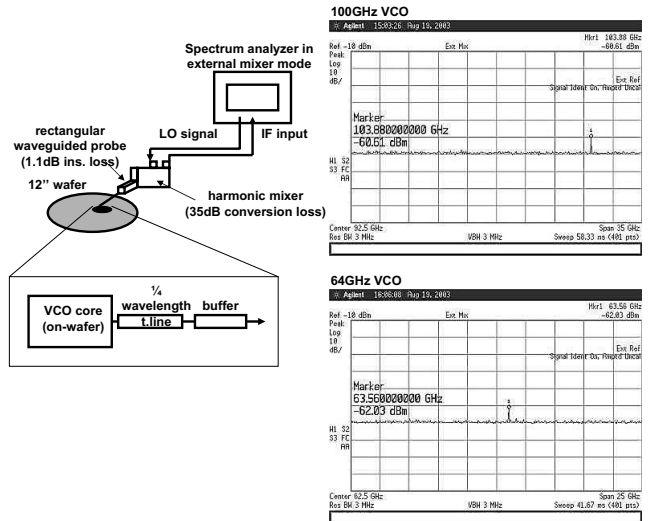 Spectrum analyzer in
external mixer mode
LO signal
IF input
rectangular
waveguided probe
(1.1dB ins. loss)
12’’ wafer
harmonic mixer
(35dB conversion loss)
VCO core
(on-wafer)
¼
wavelength
t.line
buffer
100GHz VCO
Agilent 15:03:26 Aug 19, 2003
Mkr1 103.88 GHz
Ref -10 dBm Ext Mix -60.61 dBm
Peak
Log
10
dB/
Ext Ref
Signal Ident On, Amptd Uncal
Marker
103.880000000 GHz
-60.61 dBm
1
W1 S2
S3 FC
AA
Center 92.5 GHz Span 35 GHz
Res BW 3 MHz VBW 3 MHz Sweep 58.33 ms (401 pts)
64GHz VCO
Agilent 16:06:08 Aug 19, 2003
Mkr1 63.56 GHz
Ref -10 dBm Ext Mix -62.03 dBm
Peak
Log
10
dB/
Ext Ref
Signal Ident On, Amptd Uncal
Marker
63.560000000 GHz
-62.03 dBm
1
W1 S2
S3 FC
AA
Center 62.5 GHz Span 25 GHz
Res BW 3 MHz VBW 3 MHz Sweep 41.67 ms (401 pts)